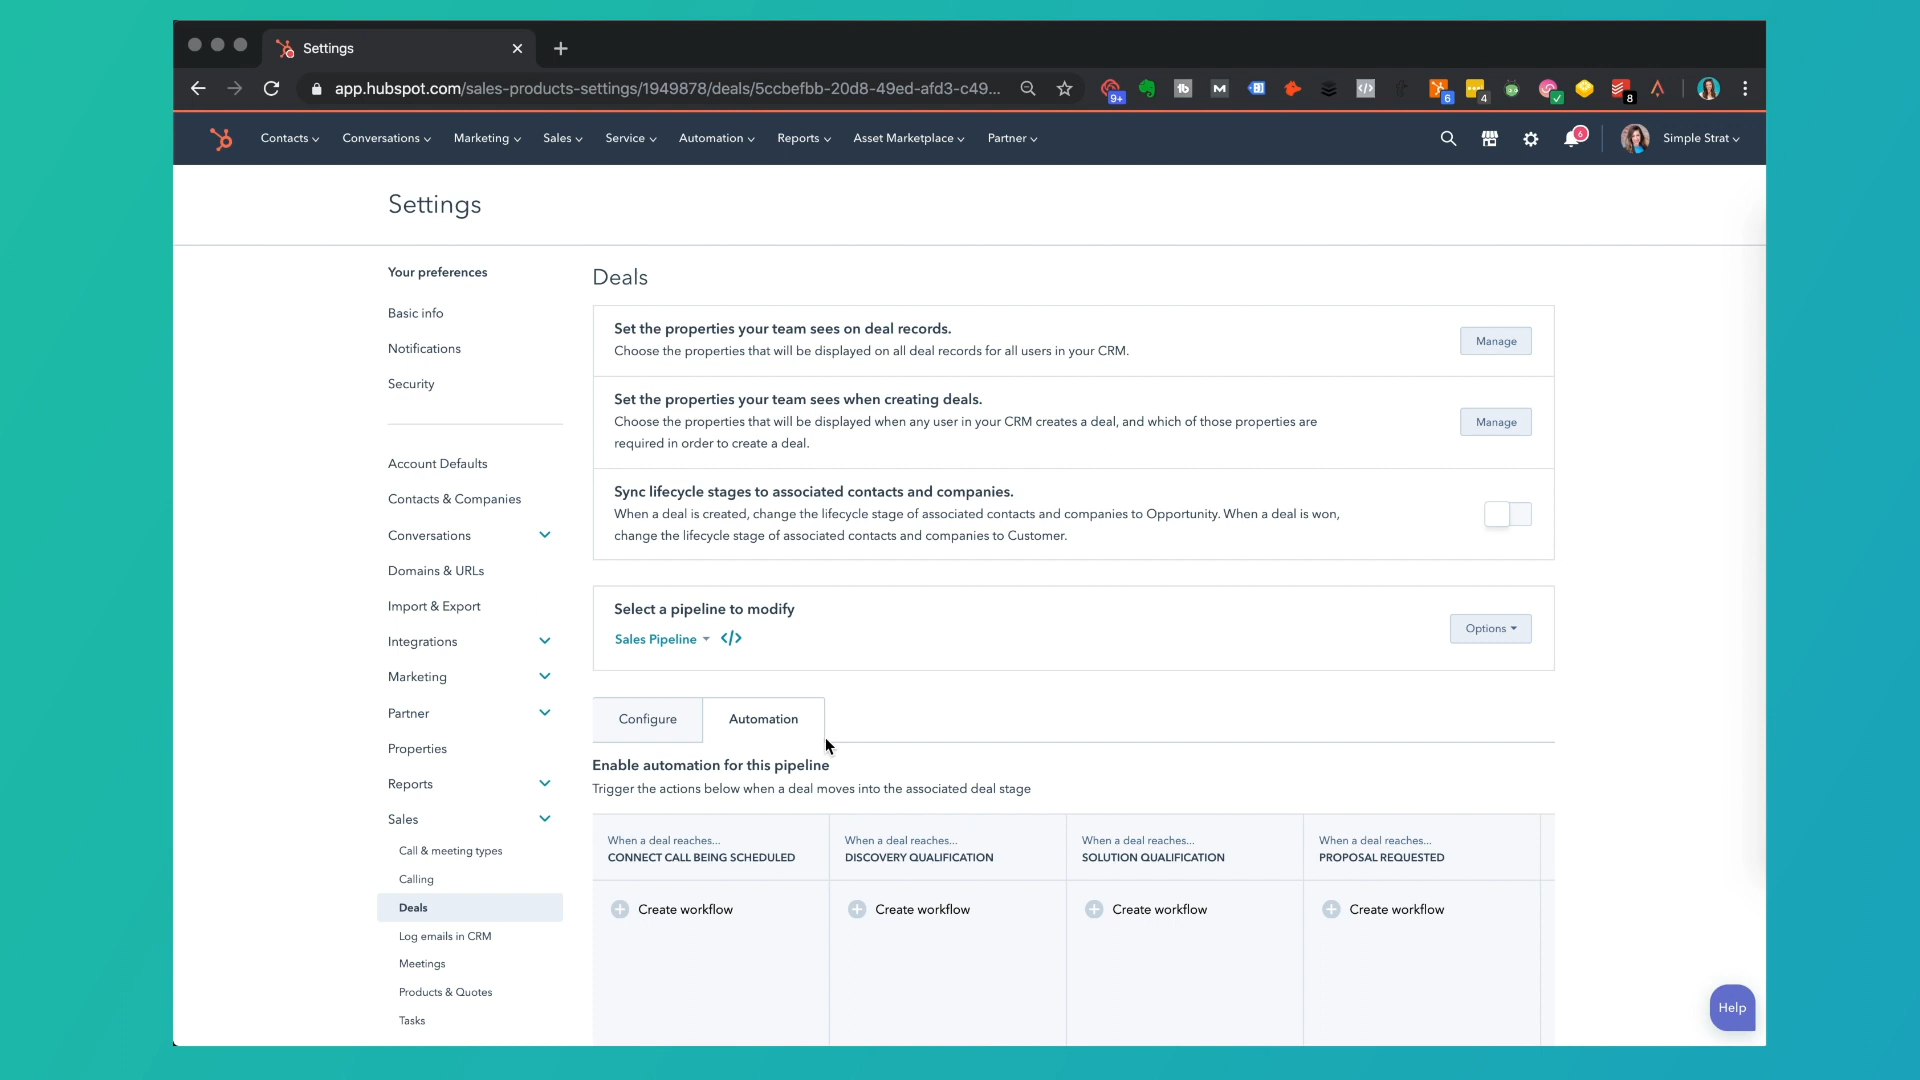 Settings
app.hubspot.com/sales-products-settings/1949878/deals/5ccbefbb-20d8-49ed-afd3-c49...
9+
6
4
8
Contacts
Conversations
Marketing
Sales
Service
Automation
Reports
Asset Marketplace
Partner
6
Simple Strat
Settings
Your preferences
Basic info
Notifications
Security
Account Defaults
Contacts & Companies
Conversations
Domains & URLs
Import & Export
Integrations
Marketing
Partner
Properties
Reports
Sales
Call & meeting types
Calling
Deals
Log emails in CRM
Meetings
Products & Quotes
Tasks
Deals
Set the properties your team sees on deal records.
Choose the properties that will be displayed on all deal records for all users in your CRM.
Manage
Set the properties your team sees when creating deals.
Choose the properties that will be displayed when any user in your CRM creates a deal, and which of those properties are
required in order to create a deal.
Manage
Sync lifecycle stages to associated contacts and companies.
When a deal is created, change the lifecycle stage of associated contacts and companies to Opportunity. When a deal is won,
change the lifecycle stage of associated contacts and companies to Customer.
Select a pipeline to modify
Sales Pipeline </>
Options
Configure
Automation
Enable automation for this pipeline
Trigger the actions below when a deal moves into the associated deal stage
When a deal reaches...
CONNECT CALL BEING SCHEDULED
Create workflow
When a deal reaches...
DISCOVERY QUALIFICATION
Create workflow
When a deal reaches...
SOLUTION QUALIFICATION
Create workflow
When a deal reaches...
PROPOSAL REQUESTED
Create workflow
Help